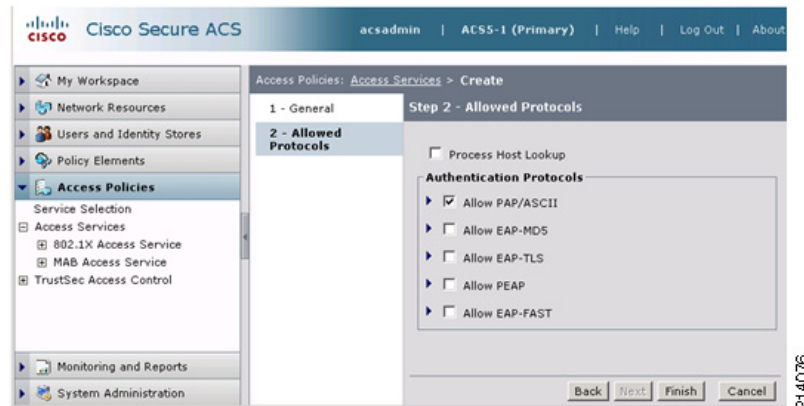 CISCO Cisco Secure ACS
acsadmin | ACS5-1 (Primary) | Help | Log Out | About
My Workspace
Network Resources
Users and Identity Stores
Policy Elements
Access Policies
Service Selection
Access Services
802.1X Access Service
MAB Access Service
TrustSec Access Control
Monitoring and Reports
System Administration
Access Policies: Access Services > Create
1 - General
2 - Allowed
Protocols
Step 2 - Allowed Protocols
Process Host Lookup
Authentication Protocols
Allow PAP/ASCII
Allow EAP-MD5
Allow EAP-TLS
Allow PEAP
Allow EAP-FAST
Back Next Finish Cancel